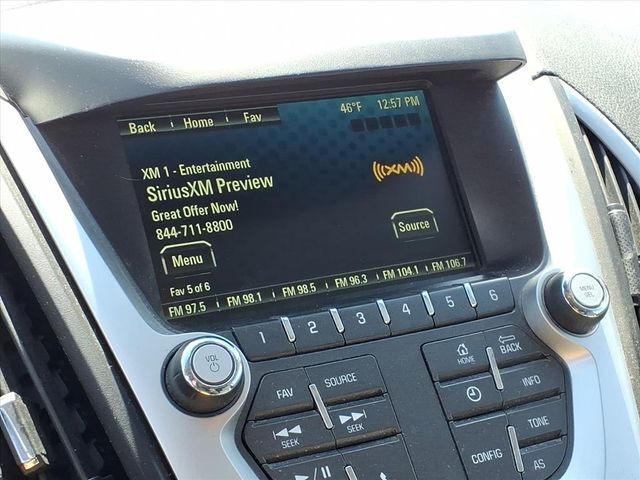 Back Home Fav
46°F 12:57 PM
XM 1 - Entertainment
SiriusXM Preview
Great Offer Now!
844-711-8800
((XM))
Menu
Source
Fav 5 of 6
FM 97.5 FM 98.1 FM 98.5 FM 96.3 FM 104.1 FM 106.7
1 2 3 4 5 6
VOL
MENU
SEL
FAV
SOURCE
HOME
MENU
BACK
SEEK
SEEK
INFO
CONFIG
TONE
AS